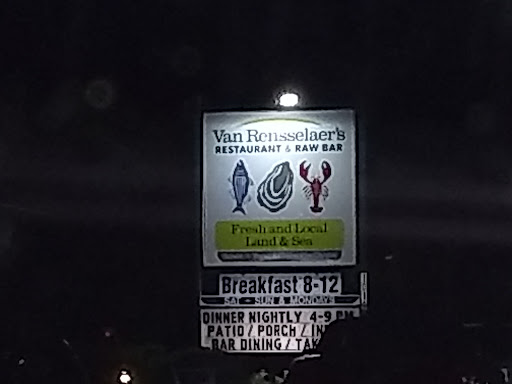 Van Rensselaer's
RESTAURANT & RAW BAR
Fresh and Local
Land & Sea
Breakfast 8-12
SAT - SUN & MONDAYS
DINNER NIGHTLY 4-9 PM
PATIO / PORCH /
BAR DINING /